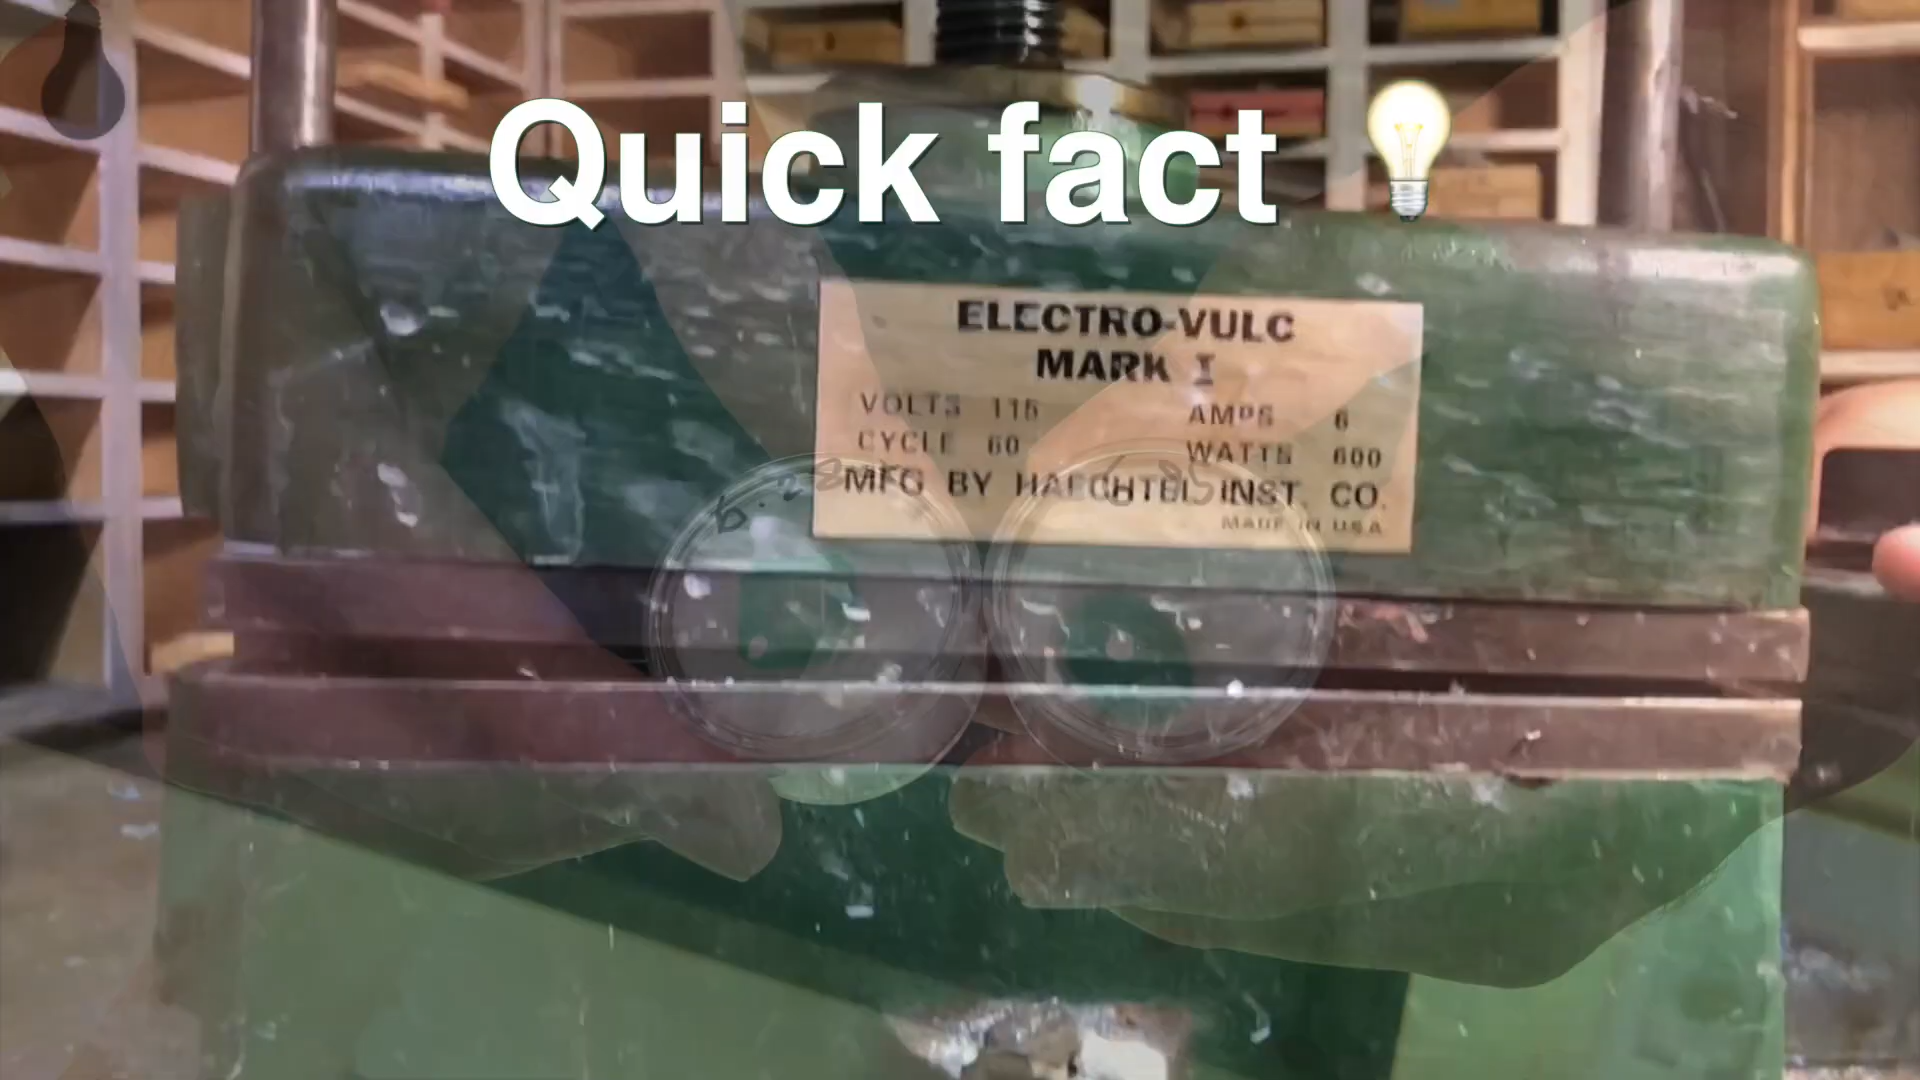 Quick fact 💡
ELECTRO-VULC
MARK I
VOLTS 115 AMPS 6
CYCLE 60 WATTS 600
MFG BY HAECHTEL INST. CO.
MADE IN USA